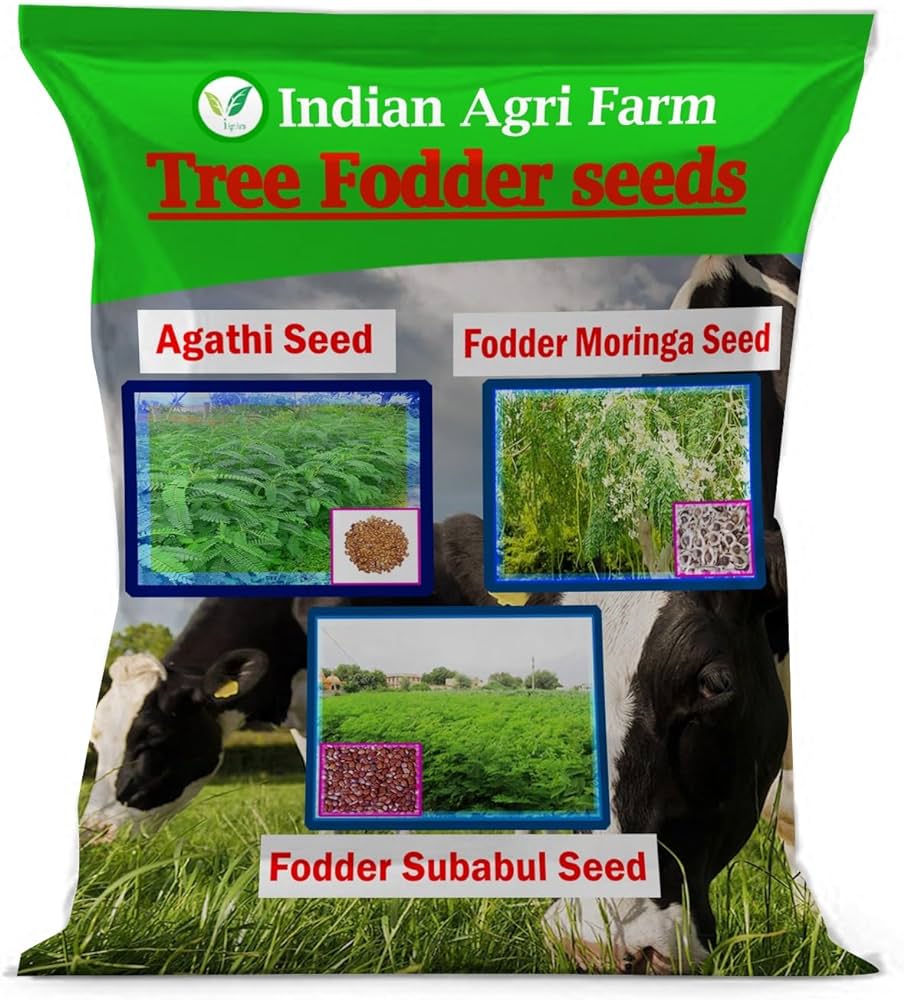 Indian Agri Farm
Tree Fodder seeds
Agathi Seed
Fodder Moringa Seed
Fodder Subabul Seed